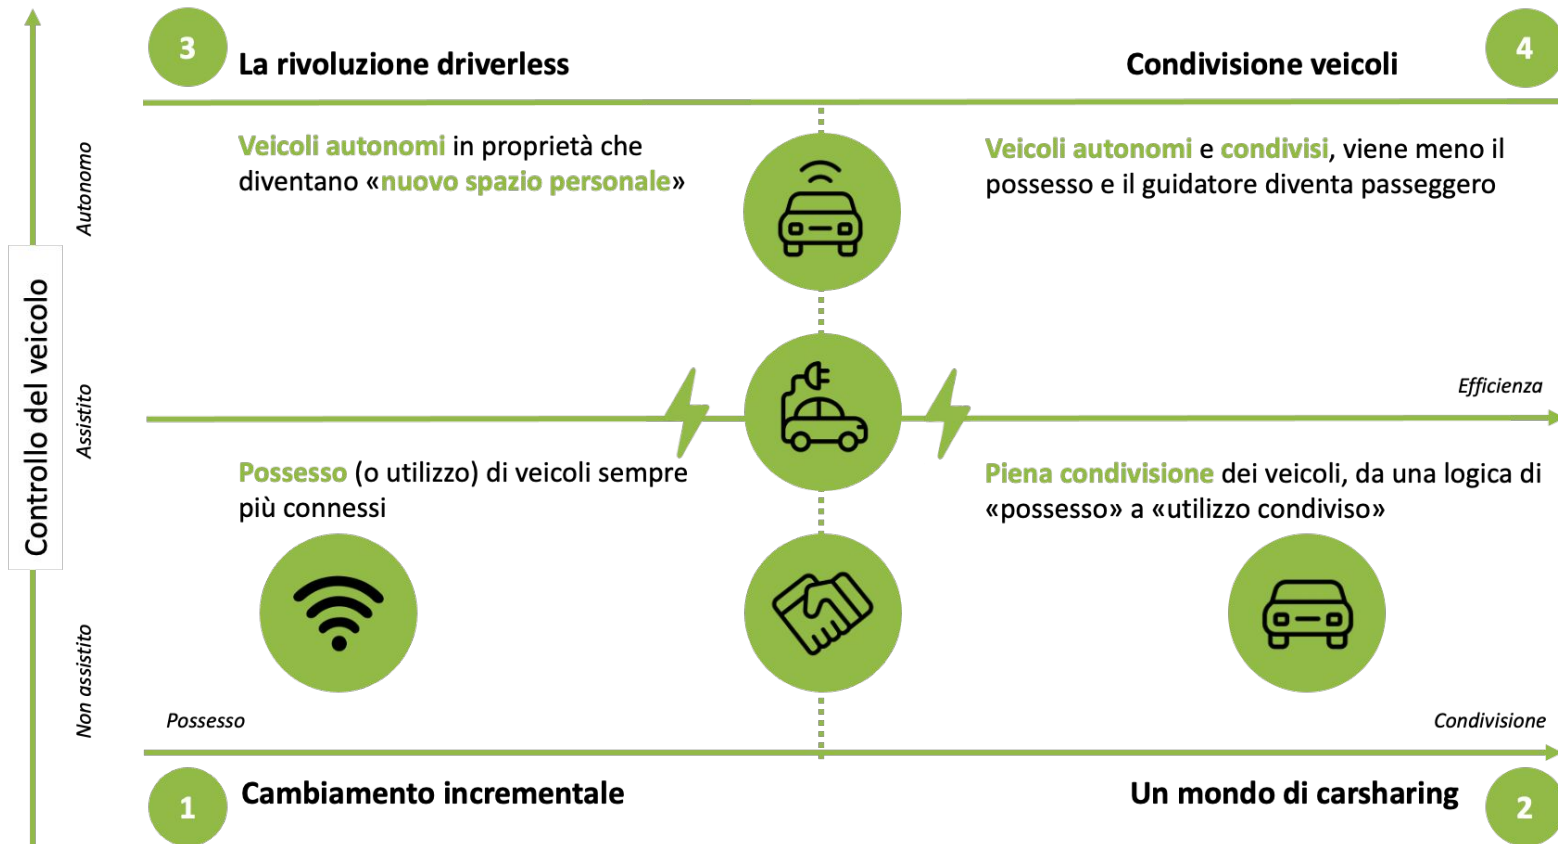 3
La rivoluzione driverless
Condivisione veicoli
4
Autonomo
Veicoli autonomi in proprietà che
diventano «nuovo spazio personale»
Veicoli autonomi e condivisi, viene meno il
possesso e il guidatore diventa passeggero
Controllo del veicolo
Assistito
Efficienza
Possesso (o utilizzo) di veicoli sempre
più connessi
Piena condivisione dei veicoli, da una logica di
«possesso» a «utilizzo condiviso»
Non assistito
Possesso
Condivisione
1
Cambiamento incrementale
Un mondo di carsharing
2